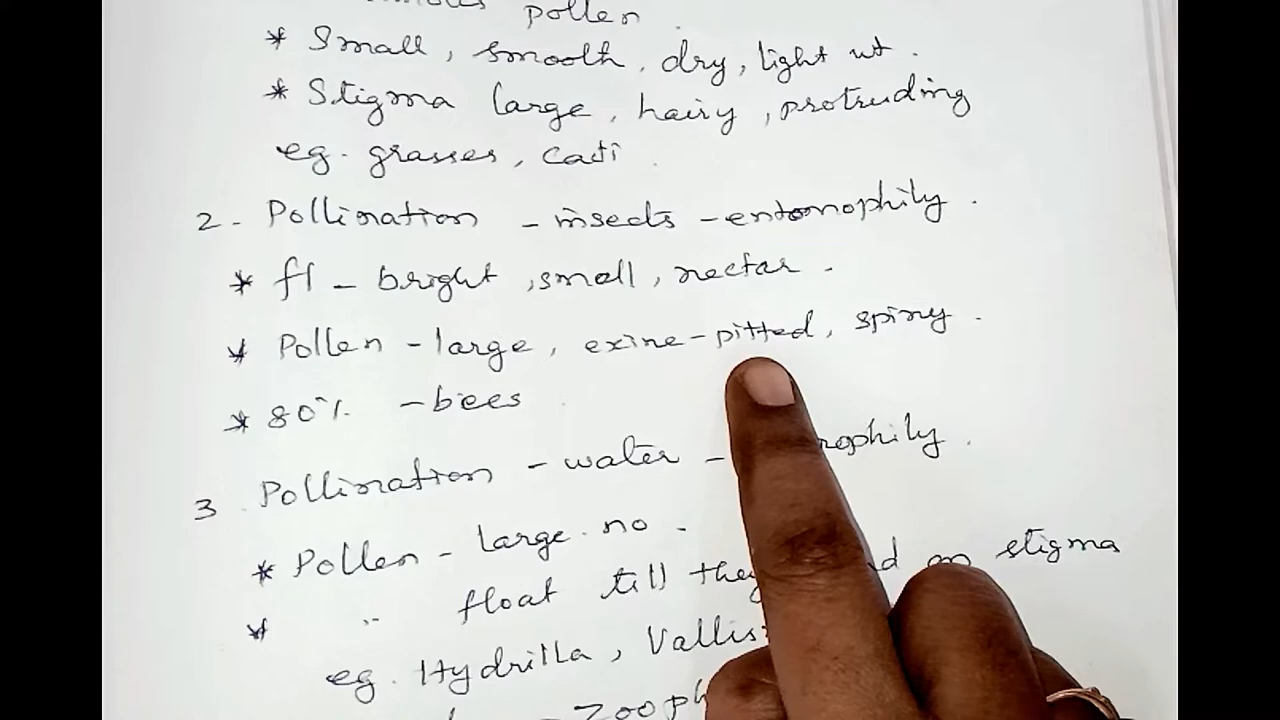 pollen.
* Small, smooth, dry, light wt.
* Stigma large, hairy, protruding
eg. grasses, cacti.
2. Pollination - insects - entomophily.
* fl - bright, small, nectar.
* Pollen - large, exine - pitted, spiny.
* 80% - bees
3. Pollination - water - rophily.
* Pollen - large no.
* " float till they on stigma
eg. Hydrilla, Vallis
- Zooph